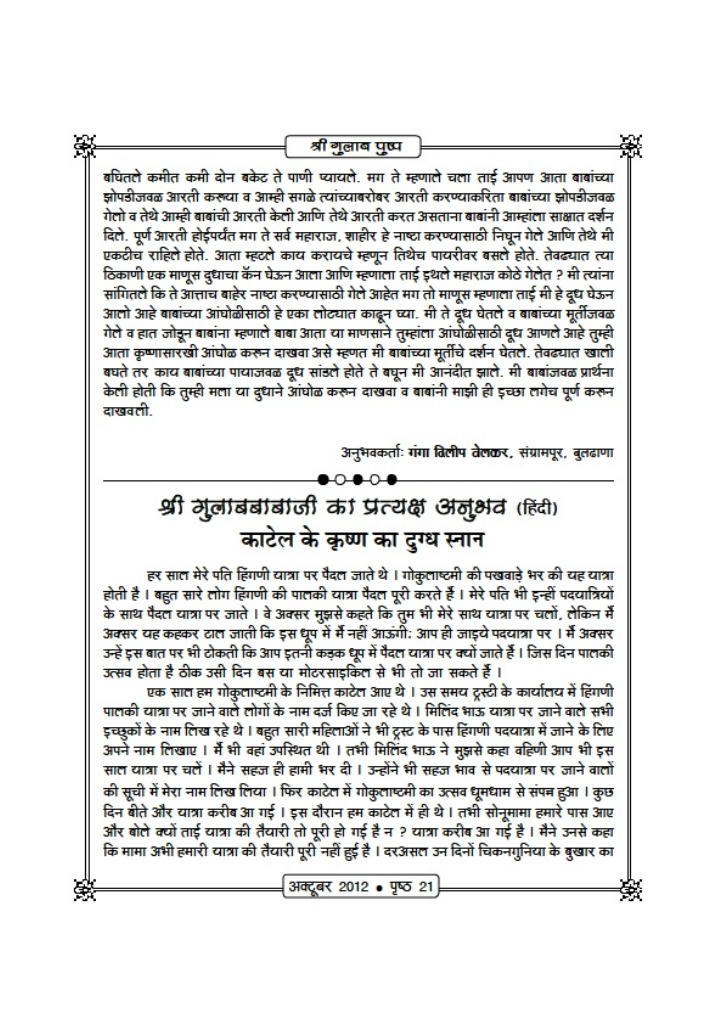 श्री गुलाब पुष्प
बघितले कमीत कमी दोन बकेट ते पाणी प्यायले. मग ते म्हणाले चला ताई आपण आता बाबांच्या
झोपडीजवळ आरती करूया व आम्ही सगळे त्यांच्याबरोबर आरती करण्याकरिता बाबांच्या झोपडीजवळ
गेलो व तेथे आम्ही बाबांची आरती केली आणि तेथे आरती करत असताना बाबांनी आम्हांला साक्षात दर्शन
दिले. पूर्ण आरती होईपर्यंत मग ते सर्व महाराज, शाहीर हे नाष्टा करण्यासाठी निघून गेले आणि तेथे मी
एकटीच राहिले होते. आता म्हटले काय करायचे म्हणून तिथेच पायरीवर बसले होते. तेवढ्यात त्या
ठिकाणी एक माणूस दुधाचा कॅन घेऊन आला आणि म्हणाला ताई इथले महाराज कोठे गेलेत ? मी त्यांना
सांगितले कि ते आत्ताच बाहेर नाष्टा करण्यासाठी गेले आहेत मग तो माणूस म्हणाला ताई मी हे दूध घेऊन
आलो आहे बाबांच्या आंघोळीसाठी हे एका लोट्यात काढून घ्या. मी ते दूध घेतले व बाबांच्या मूर्तीजवळ
गेले व हात जोडून बाबांना म्हणाले बाबा आता या माणसाने तुम्हांला आंघोळीसाठी दूध आणले आहे तुम्ही
आता कृष्णासारखी आंघोळ करून दाखवा असे म्हणत मी बाबांच्या मूर्तीचे दर्शन घेतले. तेवढ्यात खाली
बघते तर काय बाबांच्या पायाजवळ दूध सांडले होते ते बघून मी आनंदीत झाले. मी बाबांजवळ प्रार्थना
केली होती कि तुम्ही मला या दुधाने आंघोळ करून दाखवा व बाबांनी माझी ही इच्छा लगेच पूर्ण करून
दाखवली.
अनुभवकर्ताः गंगा दिलीप तेलकर, संग्रामपूर, बुलढाणा
श्री गुलाबबाबाजी का प्रत्यक्ष अनुभव (हिंदी)
काटेल के कृष्ण का दुग्ध स्नान
हर साल मेरे पति हिंगणी यात्रा पर पैदल जाते थे । गोकुलाष्टमी की पखवाड़े भर की यह यात्रा
होती है । बहुत सारे लोग हिंगणी की पालकी यात्रा पैदल पूरी करते हैं । मेरे पति भी इन्हीं पदयात्रियों
के साथ पैदल यात्रा पर जाते । वे अक्सर मुझसे कहते कि तुम भी मेरे साथ यात्रा पर चलों, लेकिन मैं
अक्सर यह कहकर टाल जाती कि इस धूप में मैं नहीं आऊंगी; आप ही जाइये पदयात्रा पर । मैं अक्सर
उन्हें इस बात पर भी टोकती कि आप इतनी कड़क धूप में पैदल यात्रा पर क्यों जाते हैं । जिस दिन पालकी
उत्सव होता है ठीक उसी दिन बस या मोटरसाइकिल से भी तो जा सकते हैं ।
एक साल हम गोकुलाष्टमी के निमित्त काटेल आए थे । उस समय ट्रस्टी के कार्यालय में हिंगणी
पालकी यात्रा पर जाने वाले लोगों के नाम दर्ज किए जा रहे थे । मिलिंद भाऊ यात्रा पर जाने वाले सभी
इच्छुकों के नाम लिख रहे थे । बहुत सारी महिलाओं ने भी ट्रस्ट के पास हिंगणी पदयात्रा में जाने के लिए
अपने नाम लिखाए । मैं भी वहां उपस्थित थी । तभी मिलिंद भाऊ ने मुझसे कहा वहिणी आप भी इस
साल यात्रा पर चलें । मैने सहज ही हामी भर दी । उन्होंने भी सहज भाव से पदयात्रा पर जाने वालों
की सूची में मेरा नाम लिख लिया । फिर काटेल में गोकुलाष्टमी का उत्सव धूमधाम से संपन्न हुआ । कुछ
दिन बीते और यात्रा करीब आ गई । इस दौरान हम काटेल में ही थे । तभी सोनूमामा हमारे पास आए
और बोले क्यों ताई यात्रा की तैयारी तो पूरी हो गई है न ? यात्रा करीब आ गई है । मैने उनसे कहा
कि मामा अभी हमारी यात्रा की तैयारी पूरी नहीं हुई है । दरअसल उन दिनों चिकनगुनिया के बुखार का
अक्टूबर 2012 ● पृष्ठ 21